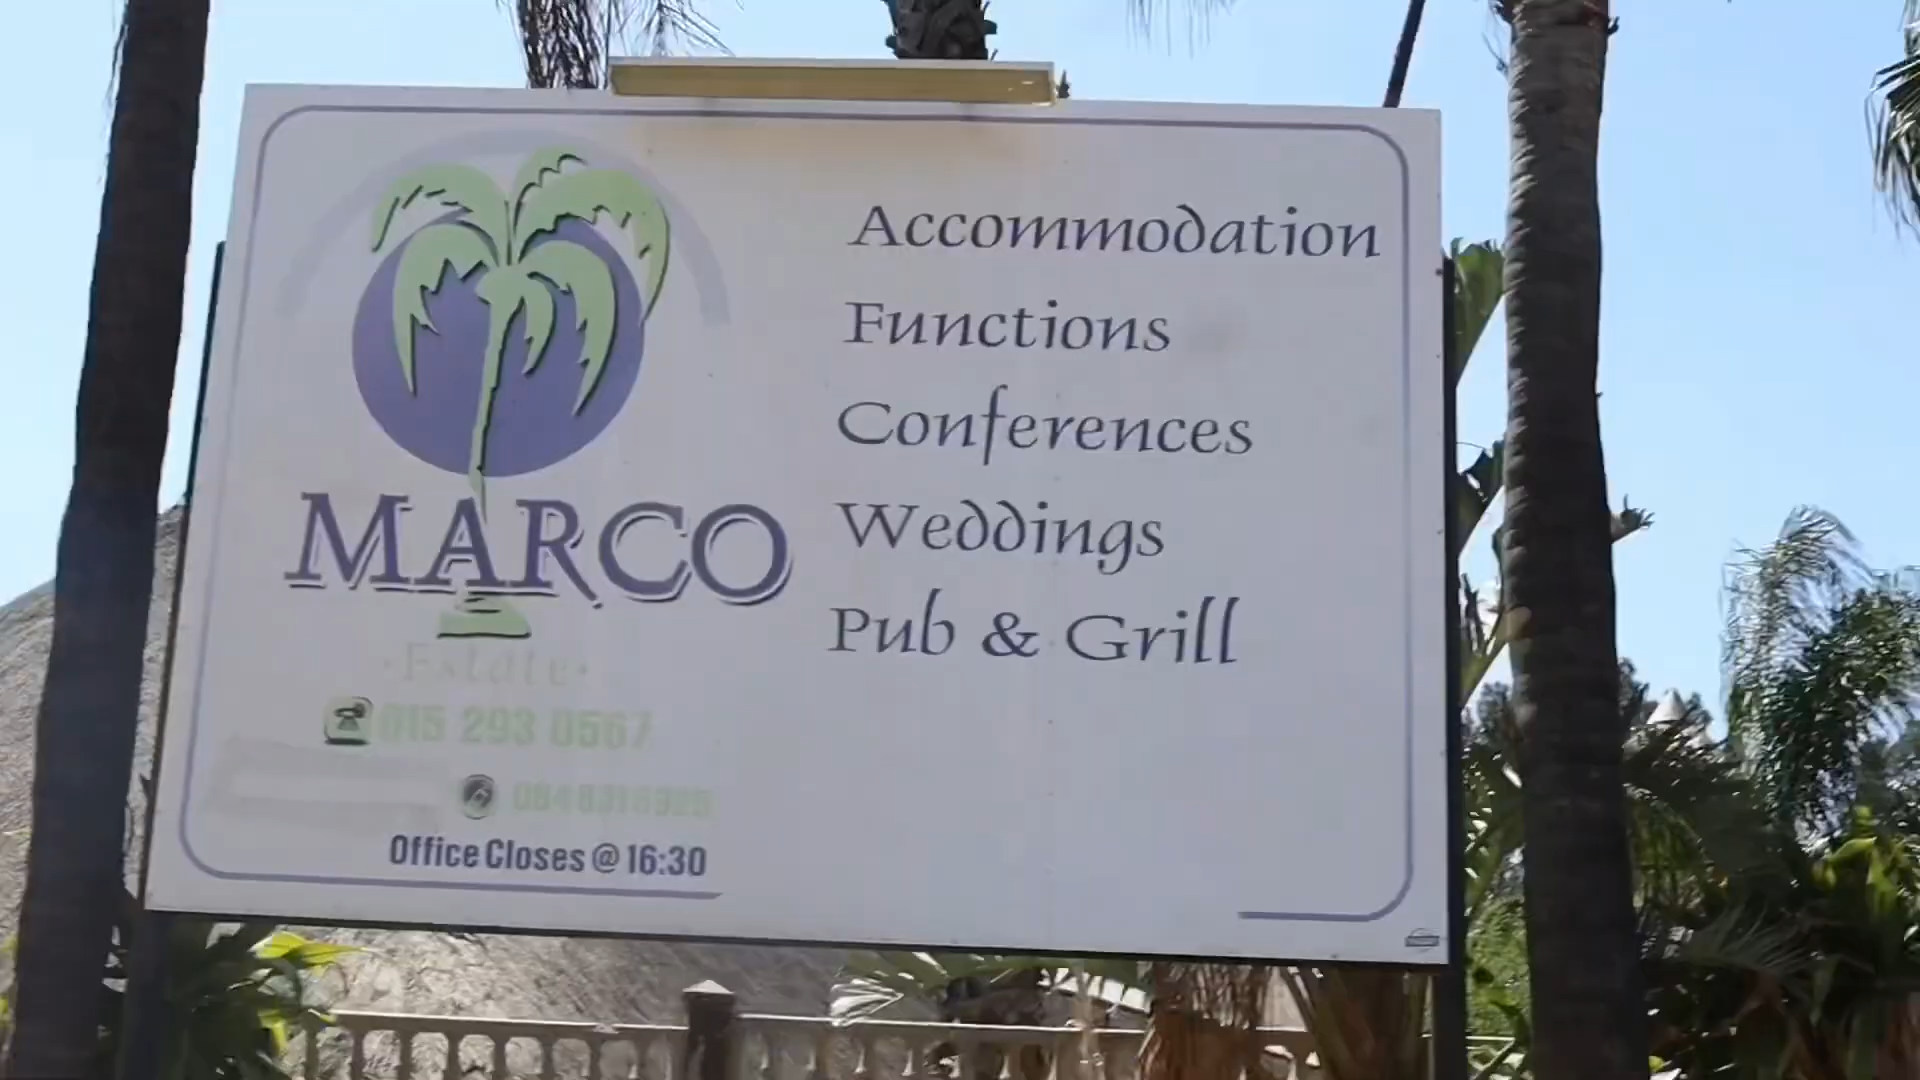 MARCO
·Estate·
015 293 0567
Office Closes @ 16:30
Accommodation
Functions
Conferences
Weddings
Pub & Grill